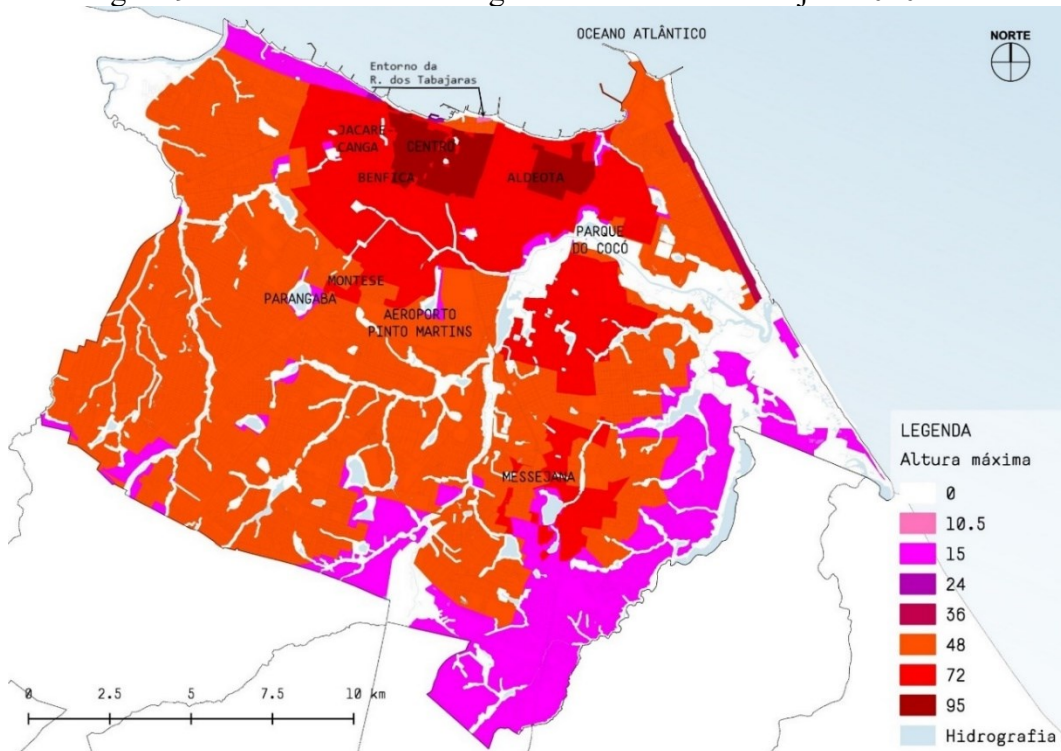 OCEANO ATLÂNTICO
NORTE
Entorno da
R. dos Tabajaras
JACARE-
CANGA
CENTRO
BENFICA
ALDEOTA
PARQUE
DO COCÓ
MONTESE
PARANGABA
AEROPORTO
PINTO MARTINS
MESSEJANA
LEGENDA
Altura máxima
0
10.5
15
24
36
48
72
95
Hidrografia
0 2.5 5 7.5 10 km